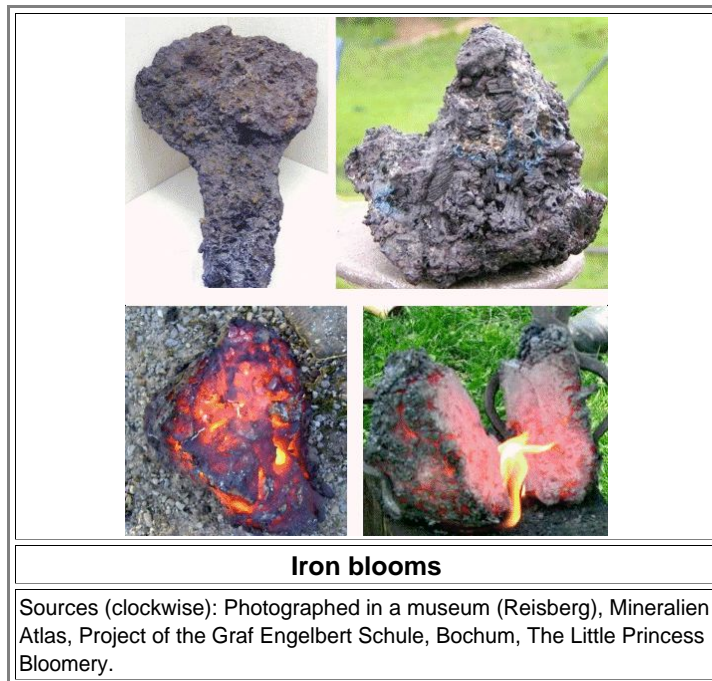 Iron blooms
Sources (clockwise): Photographed in a museum (Reisberg), Mineralien
Atlas, Project of the Graf Engelbert Schule, Bochum, The Little Princess
Bloomery.